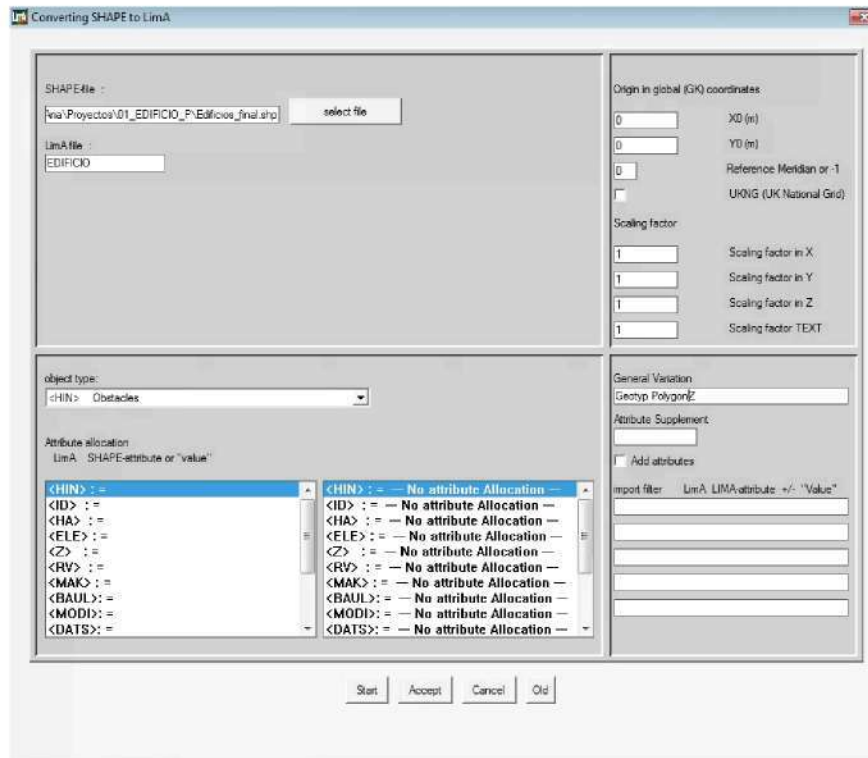 Converting SHAPE to LimA
SHAPE-file :
\na\Proyectos\01_EDIFICIO_P\Edificios_final.shp
select file
LimA file :
EDIFICIO
Origin in global (GK) coordinates
0 X0 (m)
0 Y0 (m)
0 Reference Meridian or -1
UKNG (UK National Grid)
Scaling factor
1 Scaling factor in X
1 Scaling factor in Y
1 Scaling factor in Z
1 Scaling factor TEXT
object type:
<HIN> Obstacles
Attribute allocation
LimA SHAPE-attribute or "value"
<HIN> : =
<ID> : =
<HA> : =
<ELE> : =
<Z> : =
<RV> : =
<MAK> : =
<BAUL>: =
<MODI>: =
<DATS>: =
<HIN> : = — No attribute Allocation —
<ID> : = — No attribute Allocation —
<HA> : = — No attribute Allocation —
<ELE> : = — No attribute Allocation —
<Z> : = — No attribute Allocation —
<RV> : = — No attribute Allocation —
<MAK> : = — No attribute Allocation —
<BAUL>: = — No attribute Allocation —
<MODI>: = — No attribute Allocation —
<DATS>: = — No attribute Allocation —
General Variation
Geotyp PolygonZ
Attribute Supplement
Add attributes
import filter LimA LIMA-attribute +/- "Value"
Start
Accept
Cancel
Old